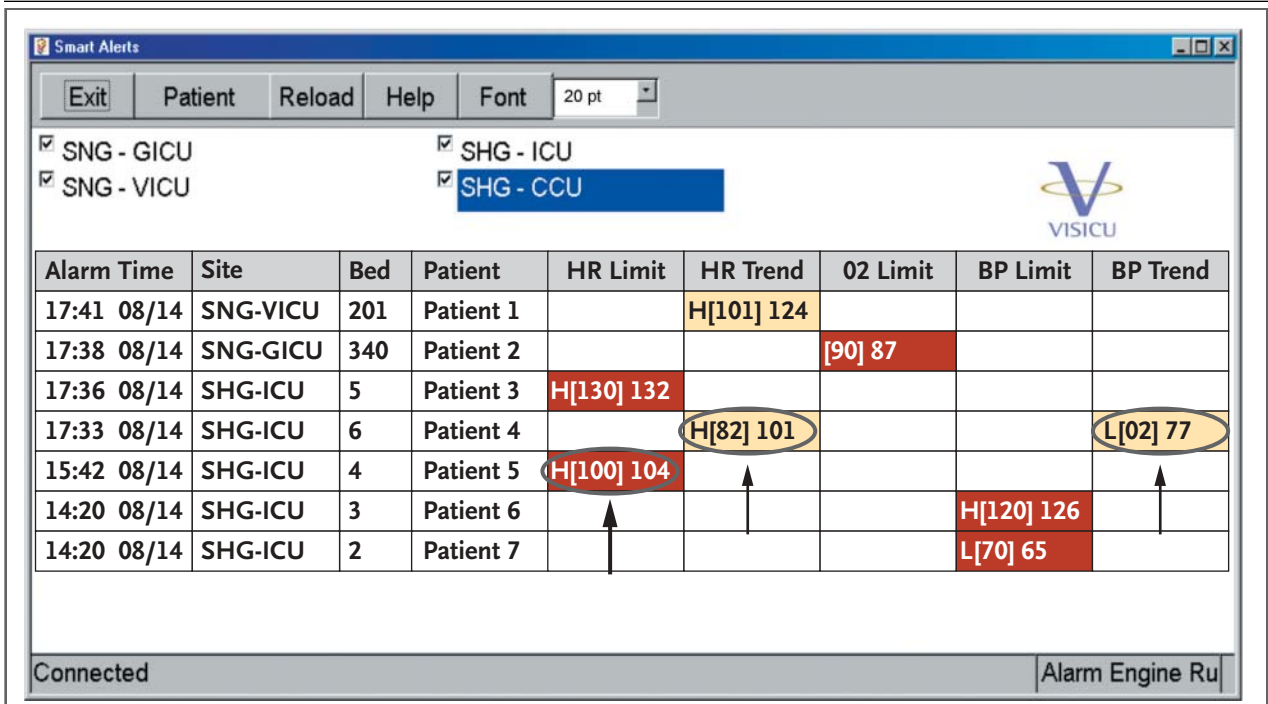 Smart Alerts
Exit Patient Reload Help Font 20 pt
SNG - GICU SHG - ICU
SNG - VICU SHG - CCU
VISICU
Alarm Time Site Bed Patient HR Limit HR Trend 02 Limit BP Limit BP Trend
17:41 08/14 SNG-VICU 201 Patient 1 H[101] 124
17:38 08/14 SNG-GICU 340 Patient 2 [90] 87
17:36 08/14 SHG-ICU 5 Patient 3 H[130] 132
17:33 08/14 SHG-ICU 6 Patient 4 H[82] 101 L[02] 77
15:42 08/14 SHG-ICU 4 Patient 5 H[100] 104
14:20 08/14 SHG-ICU 3 Patient 6 H[120] 126
14:20 08/14 SHG-ICU 2 Patient 7 L[70] 65
Connected Alarm Engine Ru